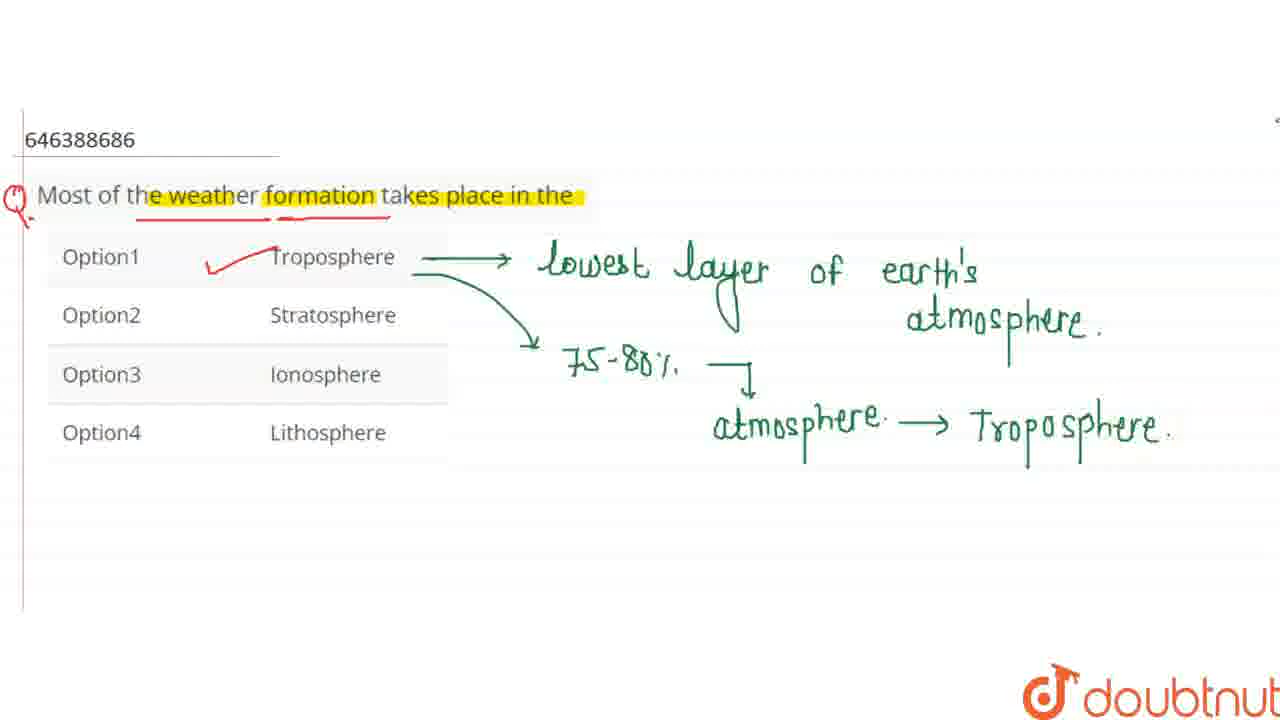 646388686
Q. Most of the weather formation takes place in the
Option1 Troposphere → lowest layer of earth's
atmosphere.
Option2 Stratosphere
75-80%
Option3 Ionosphere
atmosphere. → Troposphere.
Option4 Lithosphere
doubtnut